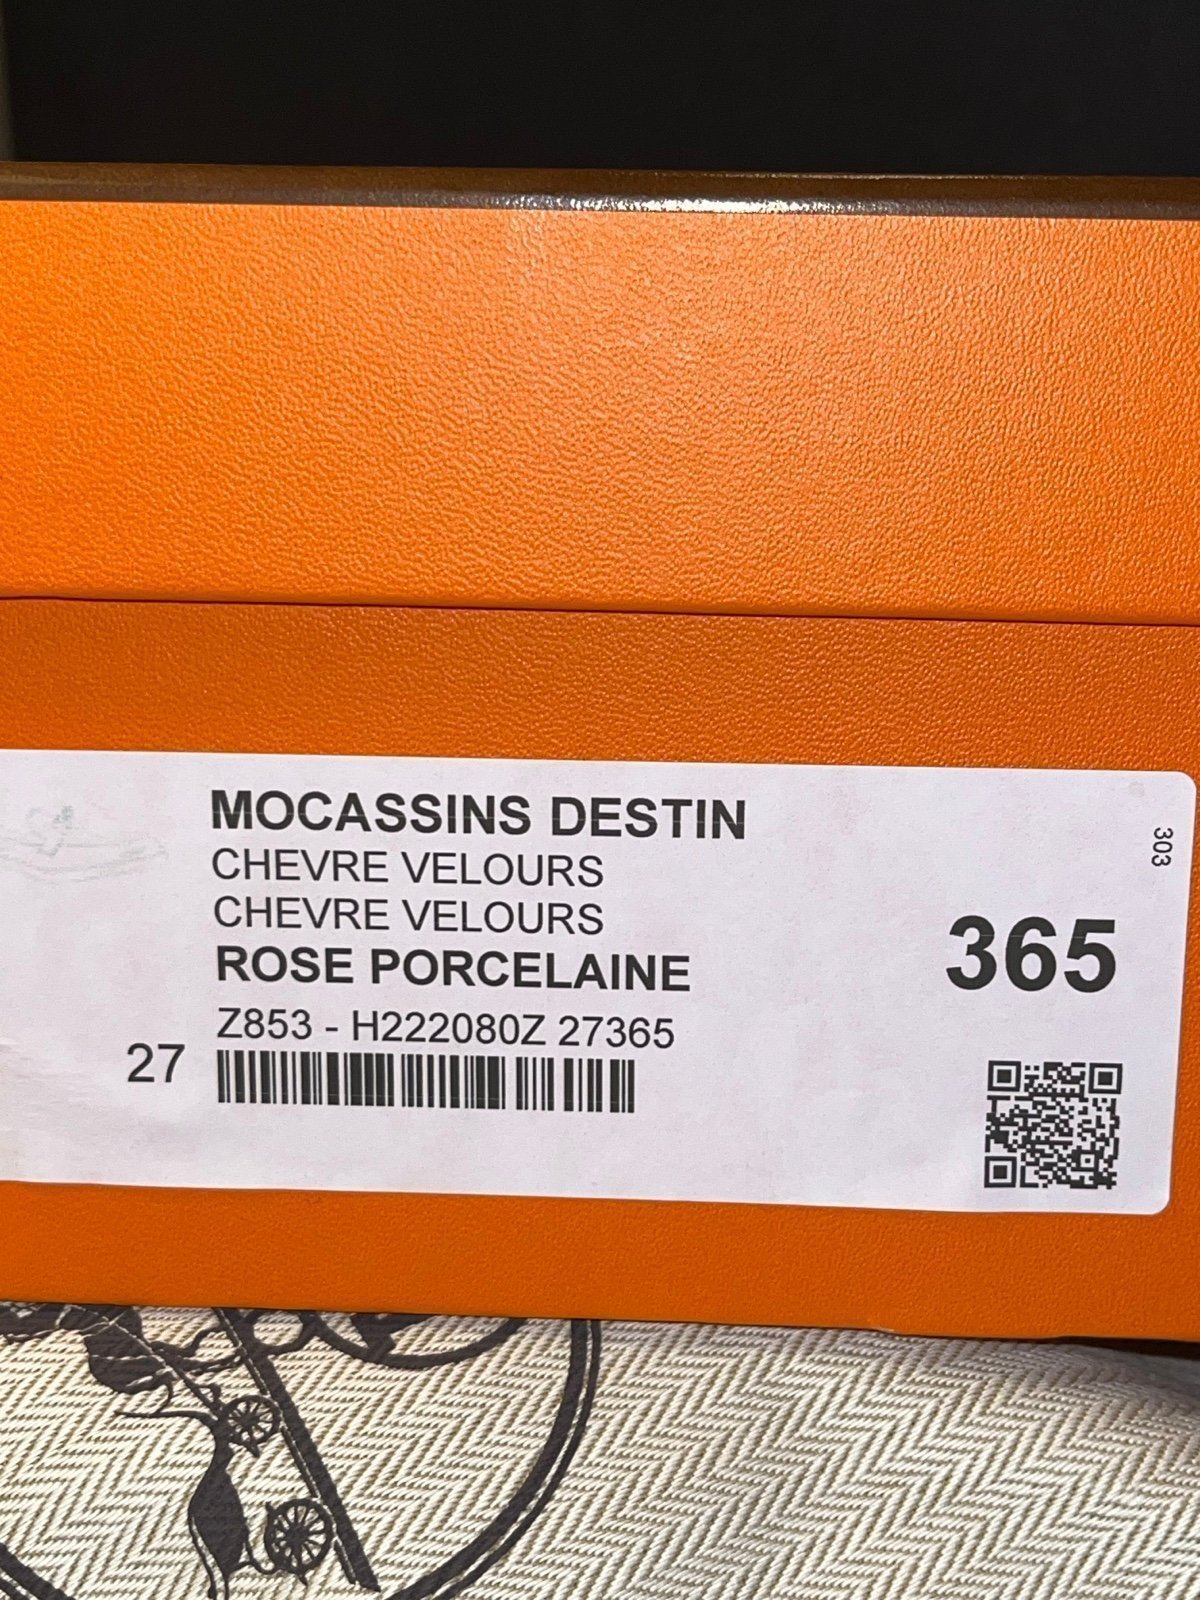 MOCASSINS DESTIN
CHEVRE VELOURS
CHEVRE VELOURS
ROSE PORCELAINE
Z853 - H222080Z 27365
27
365
303